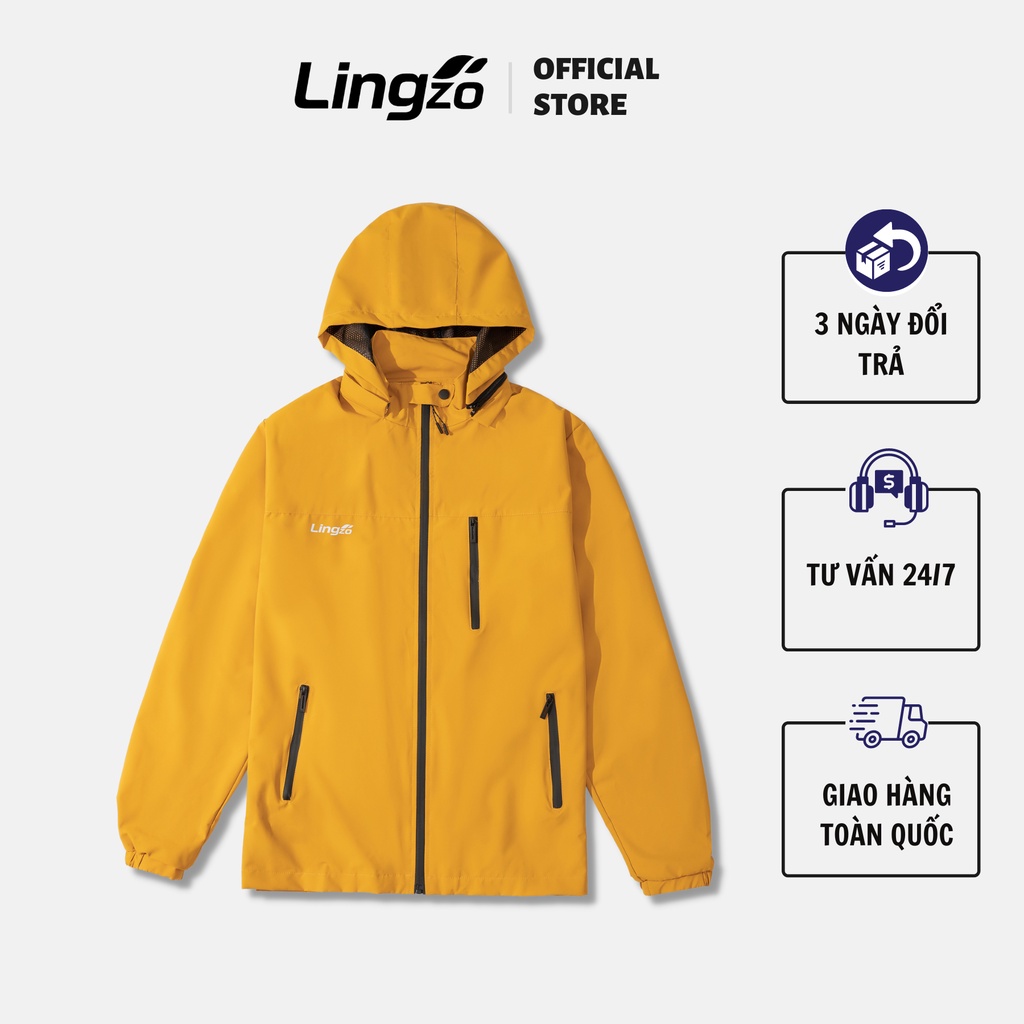 Lingzo
OFFICIAL
STORE
3 NGÀY ĐỔI
TRẢ
$
TƯ VẤN 24/7
Lingzo
GIAO HÀNG
TOÀN QUỐC